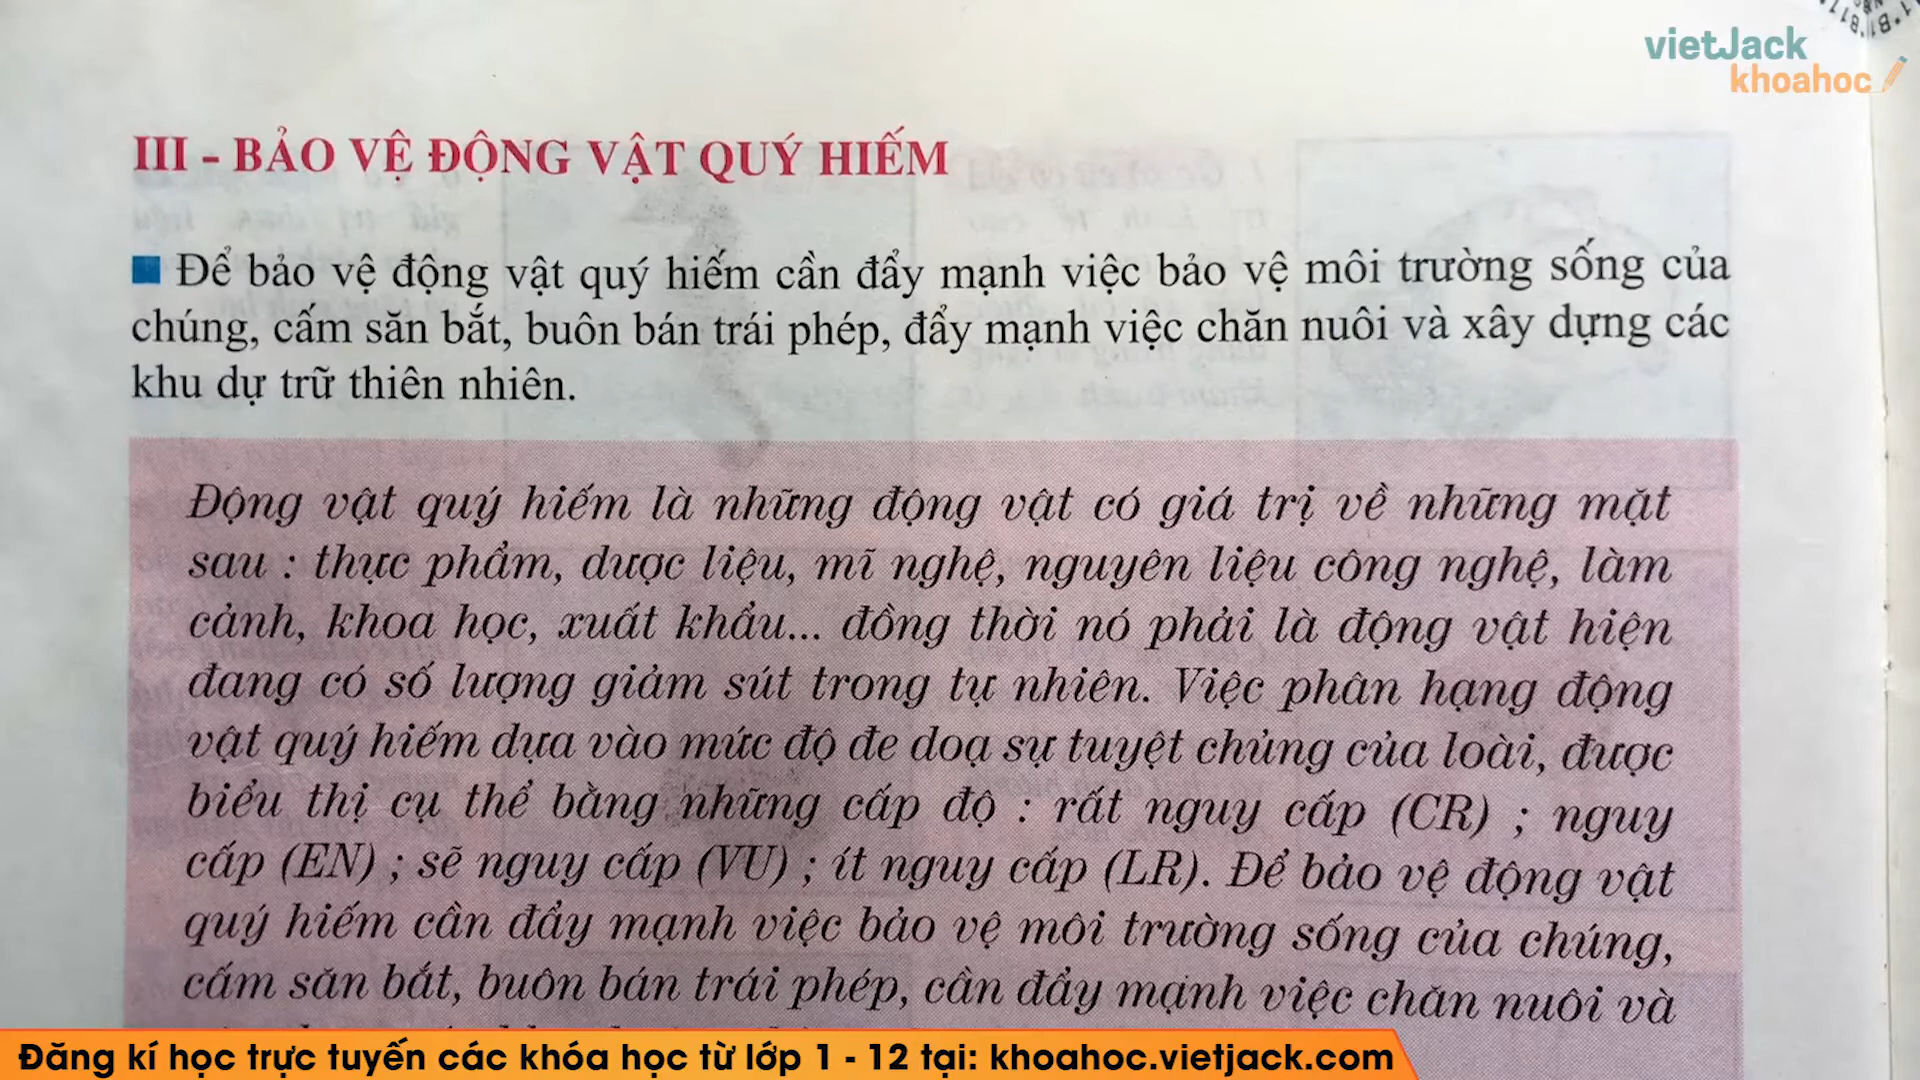 vietJack
khoahoc
III - BẢO VỆ ĐỘNG VẬT QUÝ HIẾM
Để bảo vệ động vật quý hiếm cần đẩy mạnh việc bảo vệ môi trường sống của
chúng, cấm săn bắt, buôn bán trái phép, đẩy mạnh việc chăn nuôi và xây dựng các
khu dự trữ thiên nhiên.
Động vật quý hiếm là những động vật có giá trị về những mặt
sau : thực phẩm, dược liệu, mĩ nghệ, nguyên liệu công nghệ, làm
cảnh, khoa học, xuất khẩu... đồng thời nó phải là động vật hiện
đang có số lượng giảm sút trong tự nhiên. Việc phân hạng động
vật quý hiếm dựa vào mức độ đe doạ sự tuyệt chủng của loài, được
biểu thị cụ thể bằng những cấp độ : rất nguy cấp (CR) ; nguy
cấp (EN) ; sẽ nguy cấp (VU) ; ít nguy cấp (LR). Để bảo vệ động vật
quý hiếm cần đẩy mạnh việc bảo vệ môi trường sống của chúng,
cấm săn bắt, buôn bán trái phép, cần đẩy mạnh việc chăn nuôi và
Đăng kí học trực tuyến các khóa học từ lớp 1 - 12 tại: khoahoc.vietjack.com